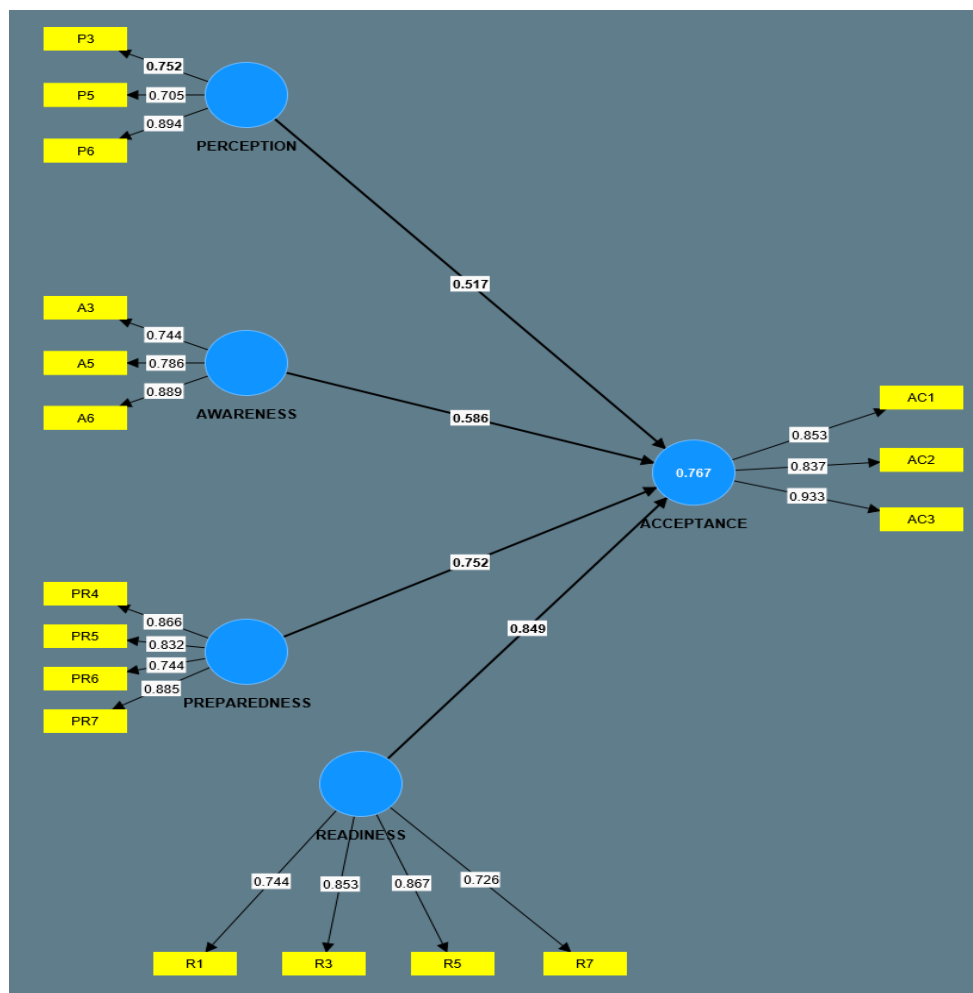 P3
0.752
P5
0.705
P6
0.894
PERCEPTION
0.517
A3
0.744
A5
0.786
A6
0.889
AWARENESS
0.586
AC1
0.853
AC2
0.837
AC3
0.933
0.767
ACCEPTANCE
PR4
0.866
PR5
0.832
PR6
0.744
PR7
0.885
PREPAREDNESS
0.752
0.849
READINESS
0.744
0.853
0.867
0.726
R1
R3
R5
R7